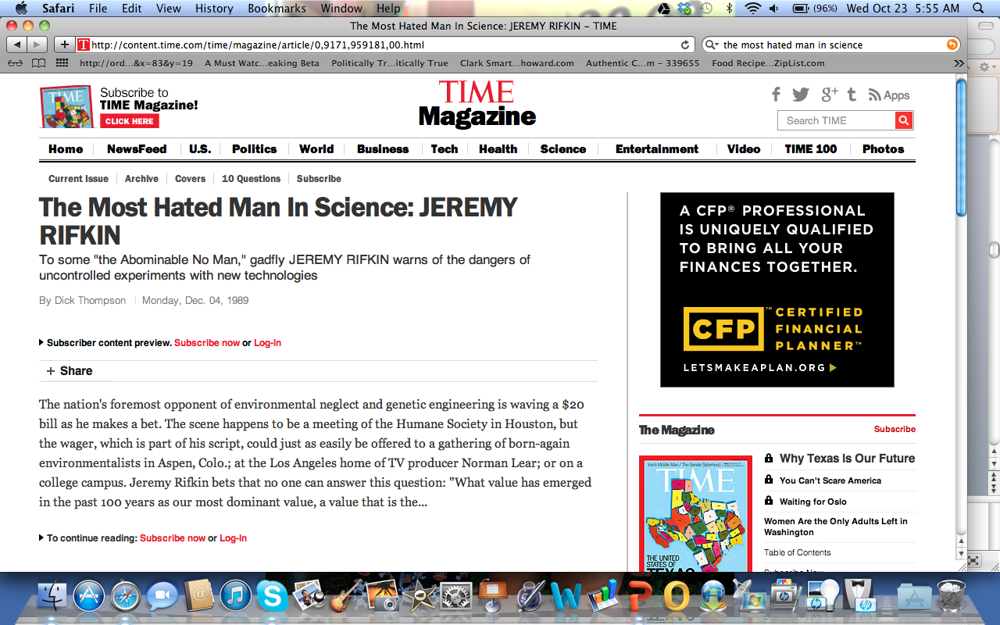 Safari File Edit View History Bookmarks Window Help (96%) Wed Oct 23 5:55 AM
The Most Hated Man In Science: JEREMY RIFKIN – TIME
http://content.time.com/time/magazine/article/0,9171,959181,00.html the most hated man in science
http://ord...&x=83&y=19 A Must Watc...eaking Beta Politically Tr...itically True Clark Smart...howard.com Authentic C...m – 339655 Food Recipe...ZipList.com
TIME
Subscribe to
TIME Magazine!
CLICK HERE
TIME
Magazine
Apps
Search TIME
Home NewsFeed U.S. Politics World Business Tech Health Science Entertainment Video TIME 100 Photos
Current Issue Archive Covers 10 Questions Subscribe
The Most Hated Man In Science: JEREMY
RIFKIN
To some "the Abominable No Man," gadfly JEREMY RIFKIN warns of the dangers of
uncontrolled experiments with new technologies
By Dick Thompson Monday, Dec. 04, 1989
Subscriber content preview. Subscribe now or Log-In
+ Share
The nation's foremost opponent of environmental neglect and genetic engineering is waving a $20
bill as he makes a bet. The scene happens to be a meeting of the Humane Society in Houston, but
the wager, which is part of his script, could just as easily be offered to a gathering of born-again
environmentalists in Aspen, Colo.; at the Los Angeles home of TV producer Norman Lear; or on a
college campus. Jeremy Rifkin bets that no one can answer this question: "What value has emerged
in the past 100 years as our most dominant value, a value that is the...
To continue reading: Subscribe now or Log-In
A CFP® PROFESSIONAL
IS UNIQUELY QUALIFIED
TO BRING ALL YOUR
FINANCES TOGETHER.
CFP™
CERTIFIED
FINANCIAL
PLANNER™
LETSMAKEAPLAN.ORG
The Magazine Subscribe
TIME
THE UNITED
STATES OF
TEXAS
Why Texas Is Our Future
You Can't Scare America
Waiting for Oslo
Women Are the Only Adults Left in
Washington
Table of Contents